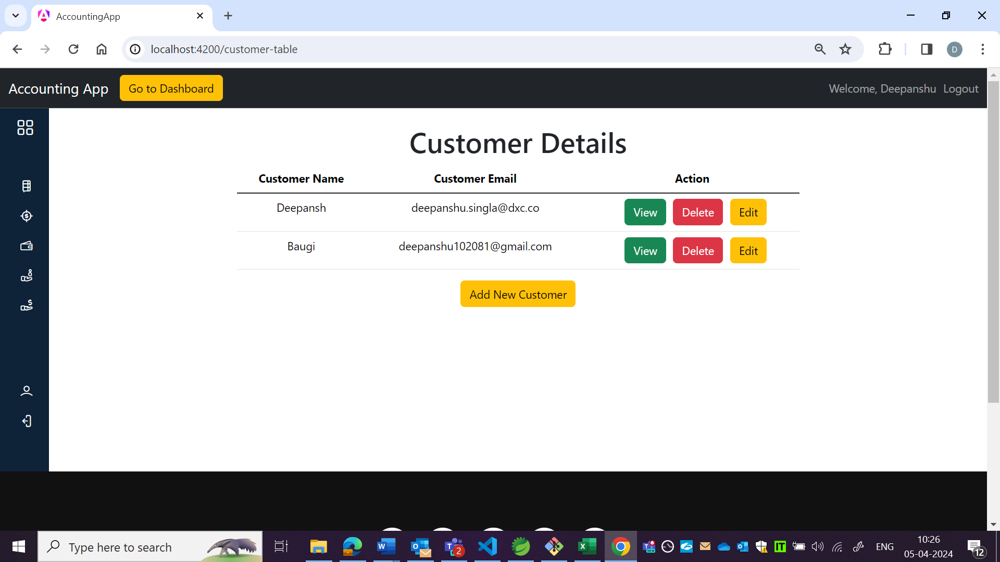 AccountingApp
localhost:4200/customer-table
D
Accounting App Go to Dashboard Welcome, Deepanshu Logout
Customer Details
Customer Name Customer Email Action
Deepansh deepanshu.singla@dxc.co View Delete Edit
Baugi deepanshu102081@gmail.com View Delete Edit
Add New Customer
Type here to search
2
IT
ENG
10:26
05-04-2024
12